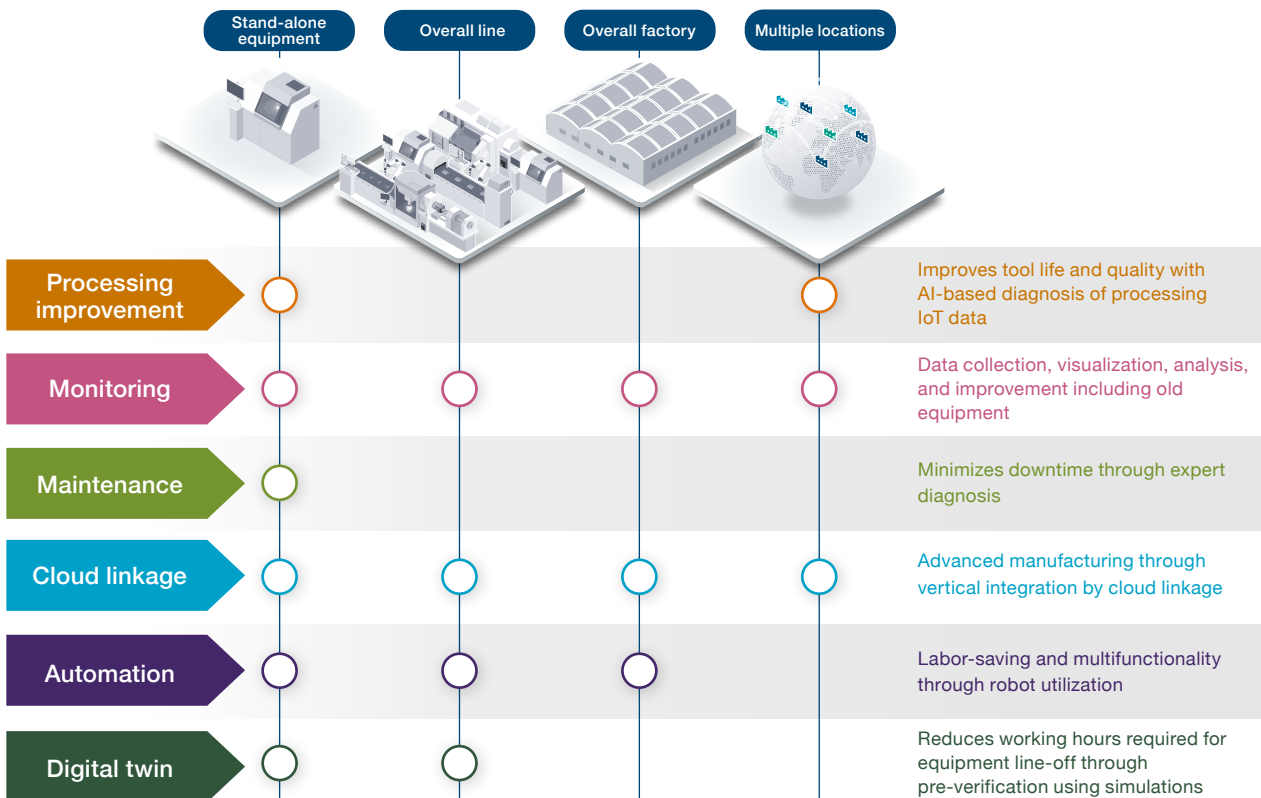 Stand-alone
equipment
Overall line
Overall factory
Multiple locations
Processing
improvement
Improves tool life and quality with
AI-based diagnosis of processing
IoT data
Monitoring
Data collection, visualization, analysis,
and improvement including old
equipment
Maintenance
Minimizes downtime through expert
diagnosis
Cloud linkage
Advanced manufacturing through
vertical integration by cloud linkage
Automation
Labor-saving and multifunctionality
through robot utilization
Digital twin
Reduces working hours required for
equipment line-off through
pre-verification using simulations